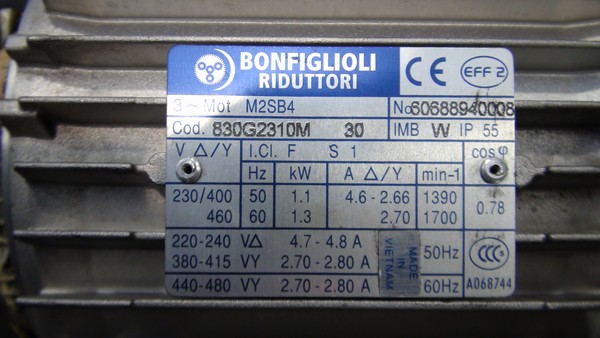 BONFIGLIOLI
RIDUTTORI
CE
EFF 2
3 ~ Mot M2SB4 No 60688940008
Cod. 830G2310M 30 IMB W IP 55
V △/Y I.Cl. F S 1 cos φ
Hz kW A △/Y min-1
230/400 50 1.1 4.6 - 2.66 1390 0.78
460 60 1.3 2.70 1700
220-240 V△ 4.7 - 4.8 A 50Hz
380-415 VY 2.70 - 2.80 A
440-480 VY 2.70 - 2.80 A 60Hz
MADE
IN
VIETNAM
CCC
A068744